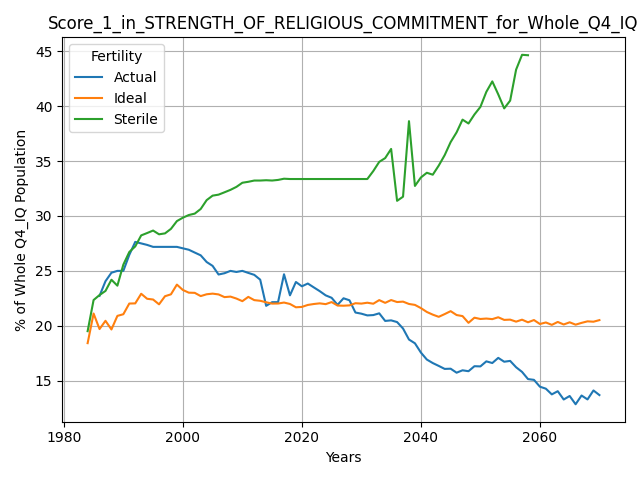 Score_1_in_STRENGTH_OF_RELIGIOUS_COMMITMENT_for_Whole_Q4_IQ
Fertility
Actual
Ideal
Sterile
% of Whole Q4_IQ Population
45
40
35
30
25
20
15
1980
2000
2020
2040
2060
Years